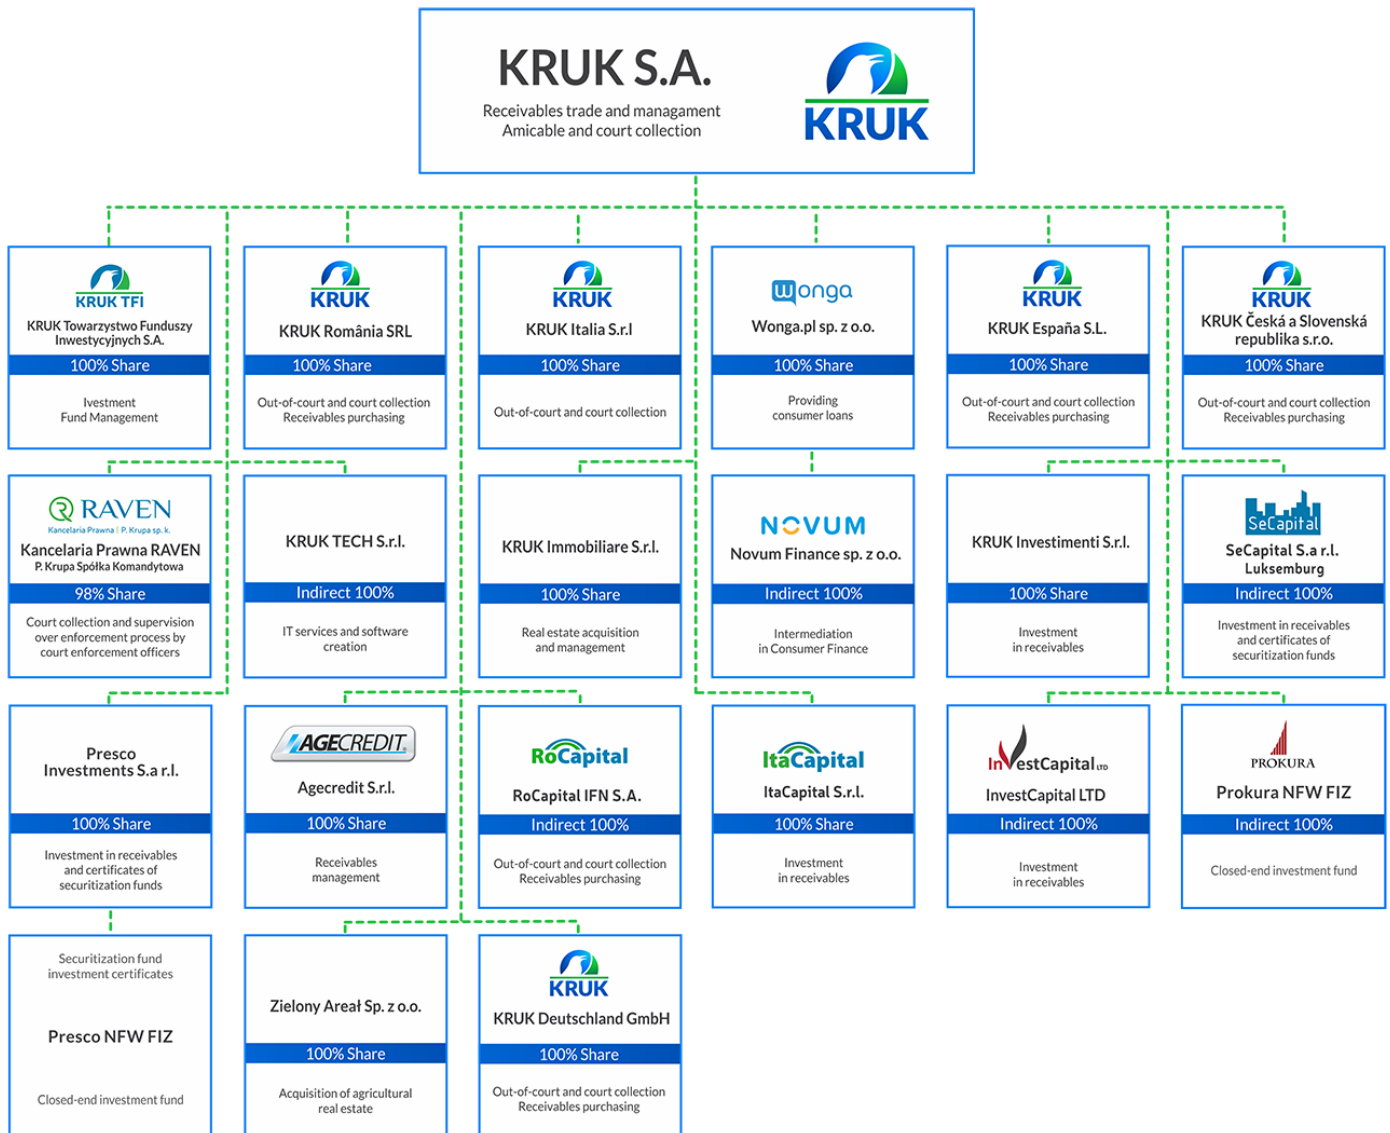 KRUK S.A.
Receivables trade and managament
Amicable and court collection
KRUK
KRUK TFI
KRUK Towarzystwo Funduszy
Inwestycyjnych S.A.
100% Share
Ivestment
Fund Management
KRUK
KRUK România SRL
100% Share
Out-of-court and court collection
Receivables purchasing
KRUK
KRUK Italia S.r.l
100% Share
Out-of-court and court collection
wonga
Wonga.pl sp. z o.o.
100% Share
Providing
consumer loans
KRUK
KRUK España S.L.
100% Share
Out-of-court and court collection
Receivables purchasing
KRUK
KRUK Česká a Slovenská
republika s.r.o.
100% Share
Out-of-court and court collection
Receivables purchasing
RAVEN
Kancelaria Prawna | P. Krupa sp. k.
Kancelaria Prawna RAVEN
P. Krupa Spółka Komandytowa
98% Share
Court collection and supervision
over enforcement process by
court enforcement officers
KRUK TECH S.r.l.
Indirect 100%
IT services and software
creation
KRUK Immobiliare S.r.l.
100% Share
Real estate acquisition
and management
NOVUM
Novum Finance sp. z o.o.
Indirect 100%
Intermediation
in Consumer Finance
KRUK Investimenti S.r.l.
100% Share
Investment
in receivables
SeCapital
SeCapital S.a r.l.
Luksemburg
Indirect 100%
Investment in receivables
and certificates of
securitization funds
Presco
Investments S.a r.l.
100% Share
Investment in receivables
and certificates of
securitization funds
AGECREDIT
Agecredit S.r.l.
100% Share
Receivables
management
RoCapital
RoCapital IFN S.A.
Indirect 100%
Out-of-court and court collection
Receivables purchasing
ItaCapital
ItaCapital S.r.l.
100% Share
Investment
in receivables
InVestCapital LTD
InvestCapital LTD
Indirect 100%
Investment
in receivables
PROKURA
Prokura NFW FIZ
Indirect 100%
Closed-end investment fund
Securitization fund
investment certificates
Presco NFW FIZ
Closed-end investment fund
Zielony Areał Sp. z o.o.
100% Share
Acquisition of agricultural
real estate
KRUK
KRUK Deutschland GmbH
100% Share
Out-of-court and court collection
Receivables purchasing